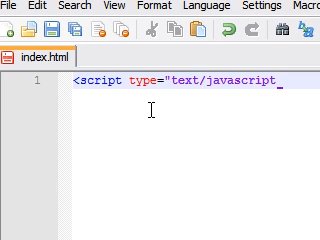 File Edit Search View Format Language Settings Macro
index.html
1 <script type="text/javascript